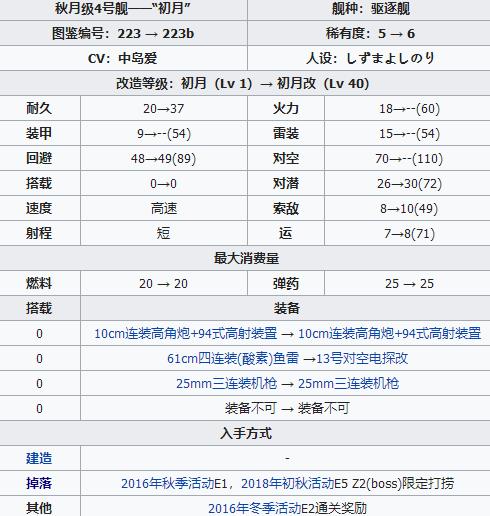 秋月级4号舰——“初月” 舰种：驱逐舰
图鉴编号：223 → 223b 稀有度：5 → 6
CV：中岛爱 人设：しずまよしのり
改造等级：初月（Lv 1）→ 初月改（Lv 40）
耐久 20→37 火力 18→--(60)
装甲 9→--(54) 雷装 15→--(54)
回避 48→49(89) 对空 70→--(110)
搭载 0→0 对潜 26→30(72)
速度 高速 索敌 8→10(49)
射程 短 运 7→8(71)
最大消费量
燃料 20 → 20 弹药 25 → 25
搭载 装备
0 10cm连装高角炮+94式高射装置 → 10cm连装高角炮+94式高射装置
0 61cm四连装(酸素)鱼雷 →13号对空电探改
0 25mm三连装机枪 → 25mm三连装机枪
0 装备不可 → 装备不可
入手方式
建造 -
掉落 2016年秋季活动E1，2018年初秋活动E5 Z2(boss)限定打捞
其他 2016年冬季活动E2通关奖励